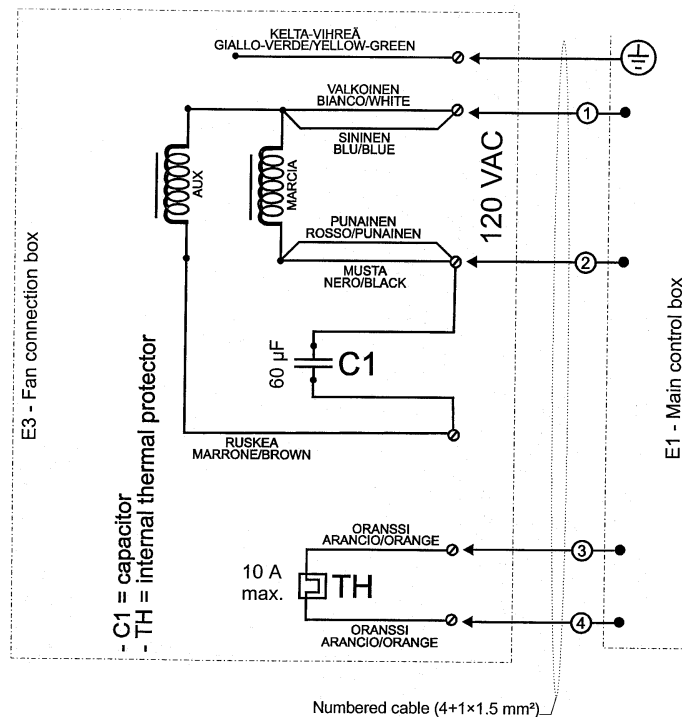 KELTA-VIHREÄ
GIALLO-VERDE/YELLOW-GREEN
VALKOINEN
BIANCO/WHITE
1
SININEN
BLU/BLUE
AUX
MARCIA
120 VAC
PUNAINEN
ROSSO/PUNAINEN
2
MUSTA
NERO/BLACK
60 µF
C1
RUSKEA
MARRONE/BROWN
E3 - Fan connection box
E1 - Main control box
- C1 = capacitor
- TH = internal thermal protector
ORANSSI
ARANCIO/ORANGE
3
10 A
max.
TH
4
ORANSSI
ARANCIO/ORANGE
Numbered cable (4+1×1.5 mm²)